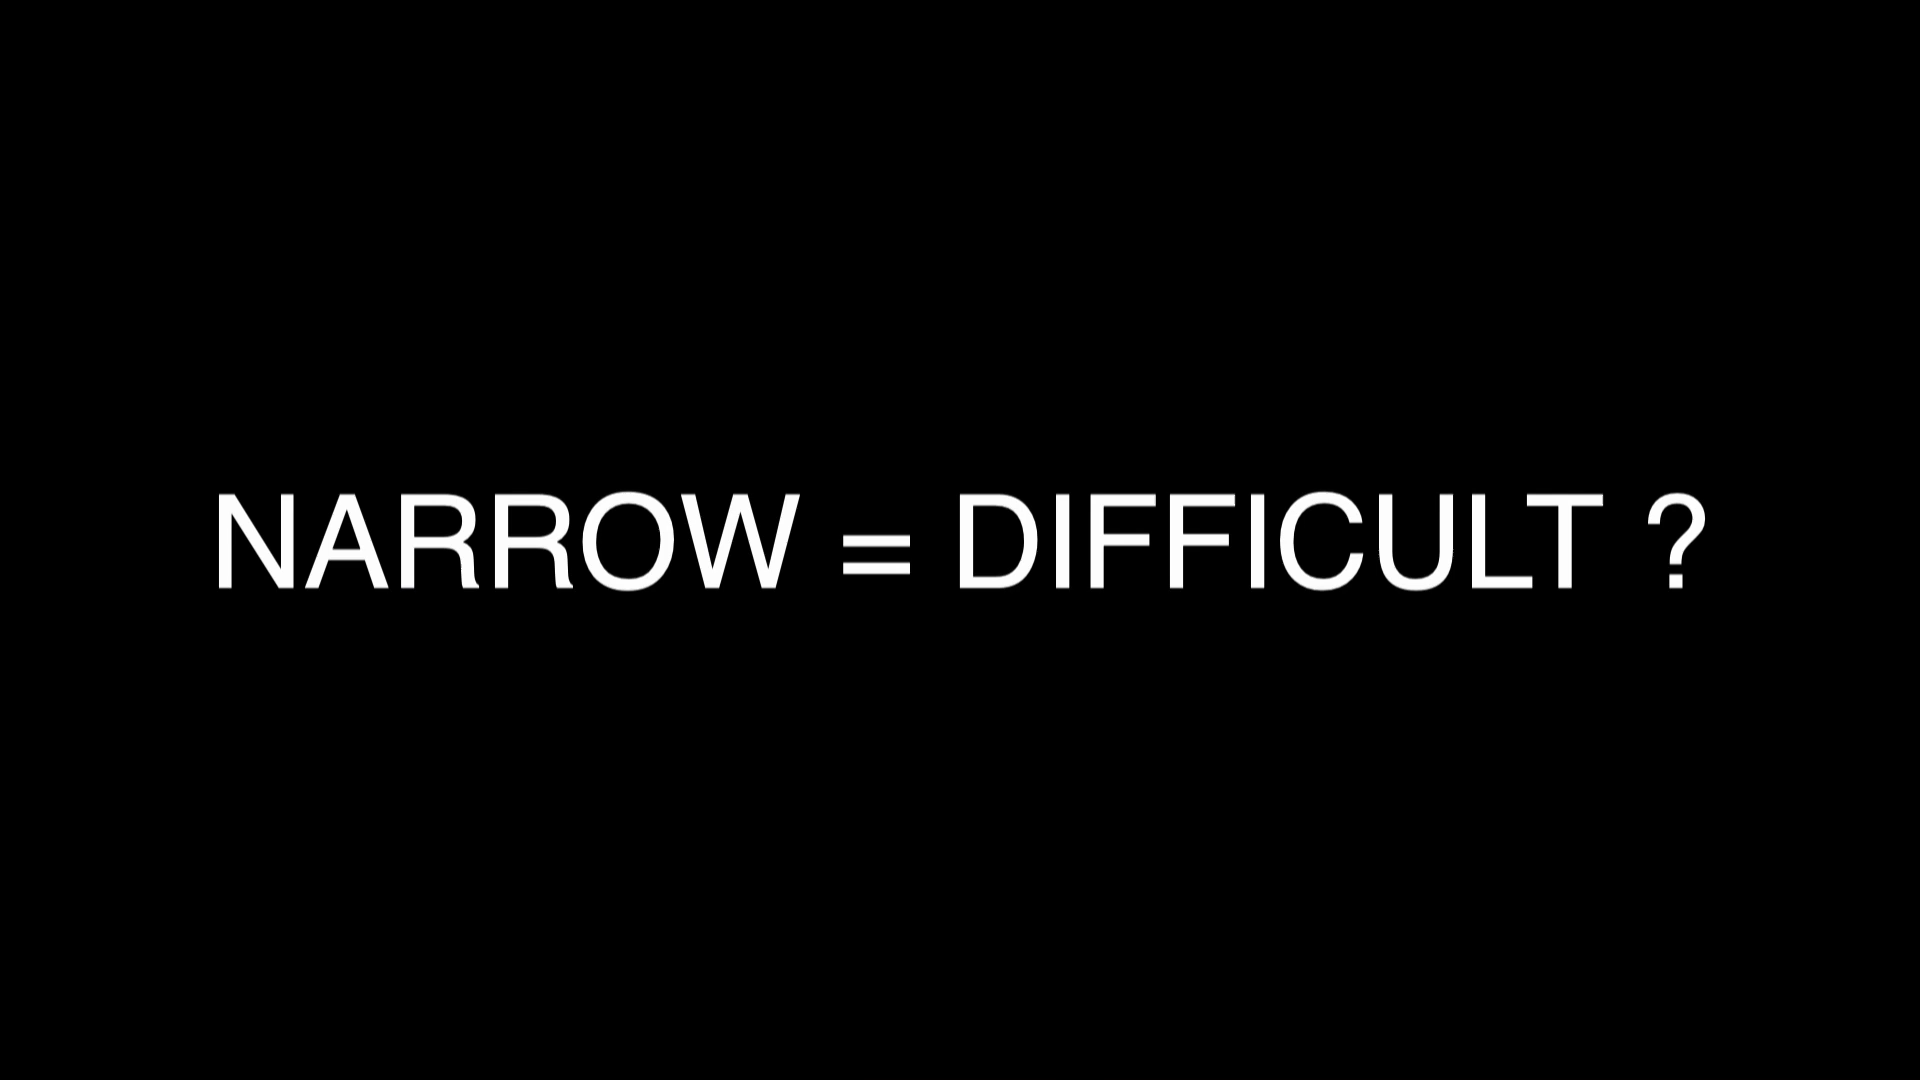 NARROW = DIFFICULT ?